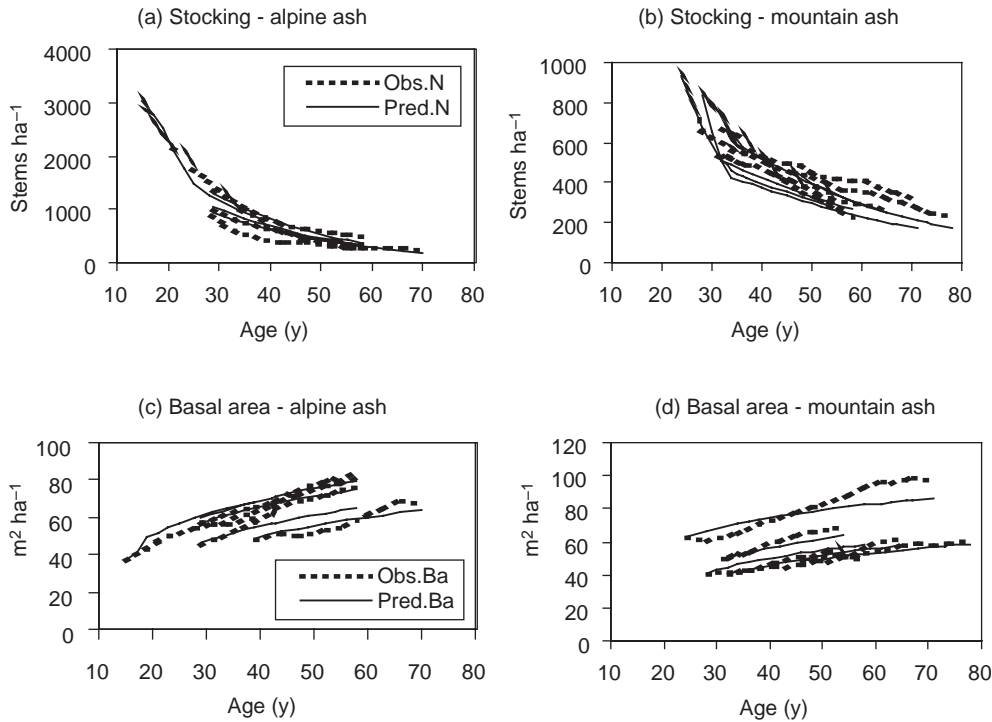 (a) Stocking - alpine ash
4000
3000
2000
1000
0
Stems ha⁻¹
Obs.N
Pred.N
10 20 30 40 50 60 70 80
Age (y)
(b) Stocking - mountain ash
1000
800
600
400
200
0
Stems ha⁻¹
10 20 30 40 50 60 70 80
Age (y)
(c) Basal area - alpine ash
100
80
60
40
20
0
m² ha⁻¹
Obs.Ba
Pred.Ba
10 20 30 40 50 60 70 80
Age (y)
(d) Basal area - mountain ash
120
100
80
60
40
20
0
m² ha⁻¹
10 20 30 40 50 60 70 80
Age (y)